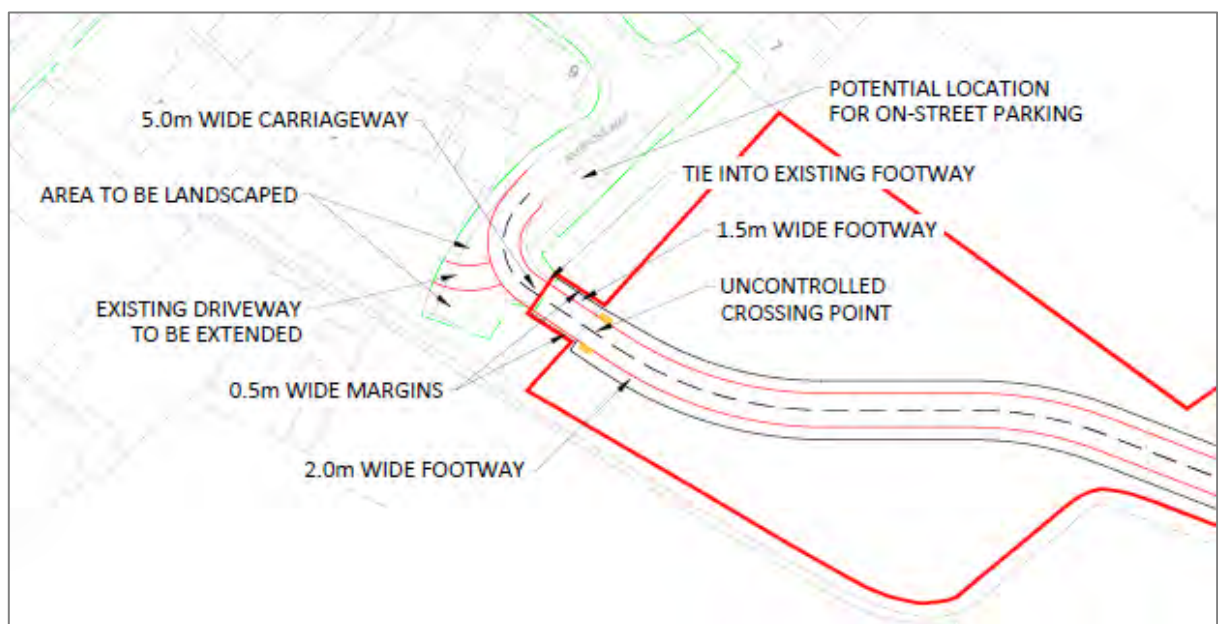 7
9
POTENTIAL LOCATION
FOR ON-STREET PARKING
5.0m WIDE CARRIAGEWAY
TIE INTO EXISTING FOOTWAY
AREA TO BE LANDSCAPED
1.5m WIDE FOOTWAY
UNCONTROLLED
CROSSING POINT
EXISTING DRIVEWAY
TO BE EXTENDED
0.5m WIDE MARGINS
2.0m WIDE FOOTWAY